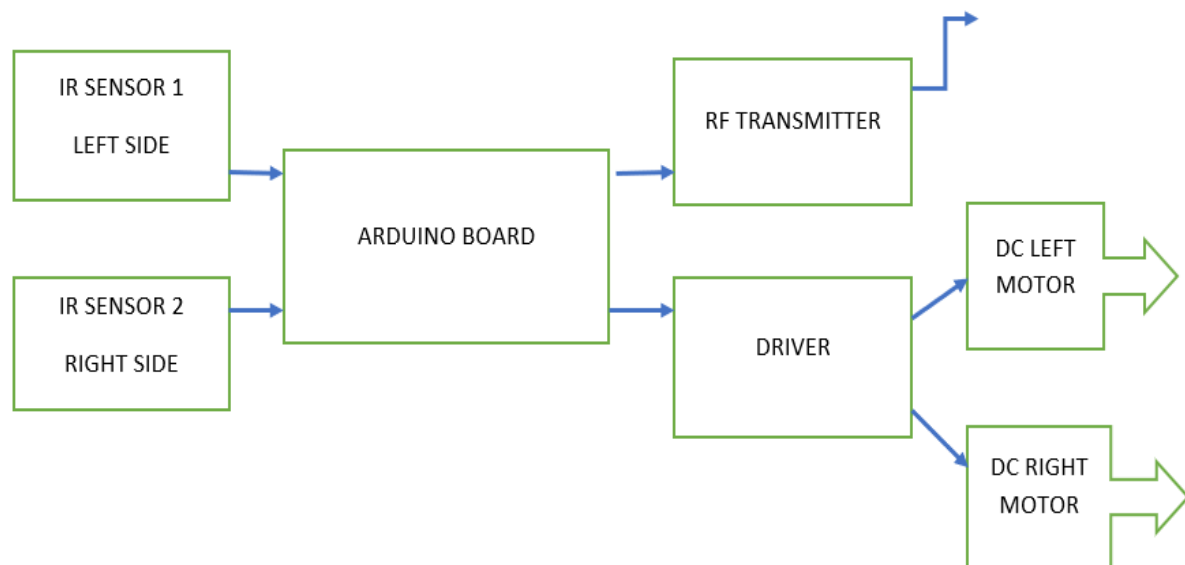 IR SENSOR 1
LEFT SIDE
ARDUINO BOARD
RF TRANSMITTER
IR SENSOR 2
RIGHT SIDE
DRIVER
DC LEFT
MOTOR
DC RIGHT
MOTOR